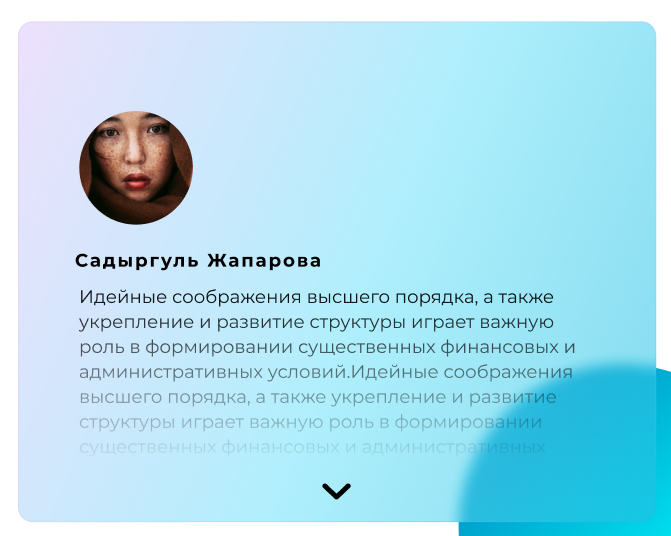 Садыргуль Жапарова
Идейные соображения высшего порядка, а также
укрепление и развитие структуры играет важную
роль в формировании существенных финансовых и
административных условий.Идейные соображения
высшего порядка, а также укрепление и развитие
структуры играет важную роль в формировании
существенных финансовых и административных